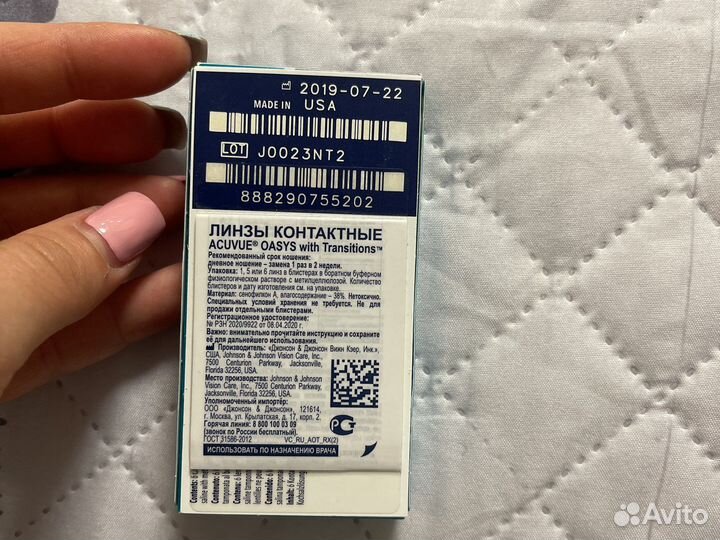 2019-07-22
MADE IN USA
LOT J0023NT2
888290755202
ЛИНЗЫ КОНТАКТНЫЕ
ACUVUE® OASYS with Transitions™
Рекомендованный срок ношения:
дневное ношение – замена 1 раз в 2 недели.
Упаковка: 1, 5 или 6 линз в блистерах в боратном буферном
физиологическом растворе с метилцеллюлозой. Количество
блистеров и дату изготовления см. на упаковке.
Материал: сенофилкон А, влагосодержание – 38%. Нетоксично.
Специальных условий хранения не требуется. Не для
продажи отдельными блистерами.
Регистрационное удостоверение:
№ РЗН 2020/9922 от 08.04.2020 г.
Важно: внимательно прочитайте инструкцию и сохраните
её для дальнейшего использования.
Производитель: «Джонсон & Джонсон Вижн Кэер, Инк.»,
США, Johnson & Johnson Vision Care, Inc.,
7500 Centurion Parkway, Jacksonville,
Florida 32256, USA.
Место производства: Johnson & Johnson
Vision Care, Inc., 7500 Centurion
Parkway, Jacksonville,
Florida 32256, USA.
Уполномоченный импортер:
ООО «Джонсон & Джонсон», 121614,
г. Москва, ул. Крылатская, д. 17, корп. 2.
Горячая линия: 8 800 100 03 09
(звонок по России бесплатный).
ГОСТ 31586-2012 VC_RU_AOT_RX(2)
ИСПОЛЬЗОВАТЬ ПО НАЗНАЧЕНИЮ ВРАЧА
Avito